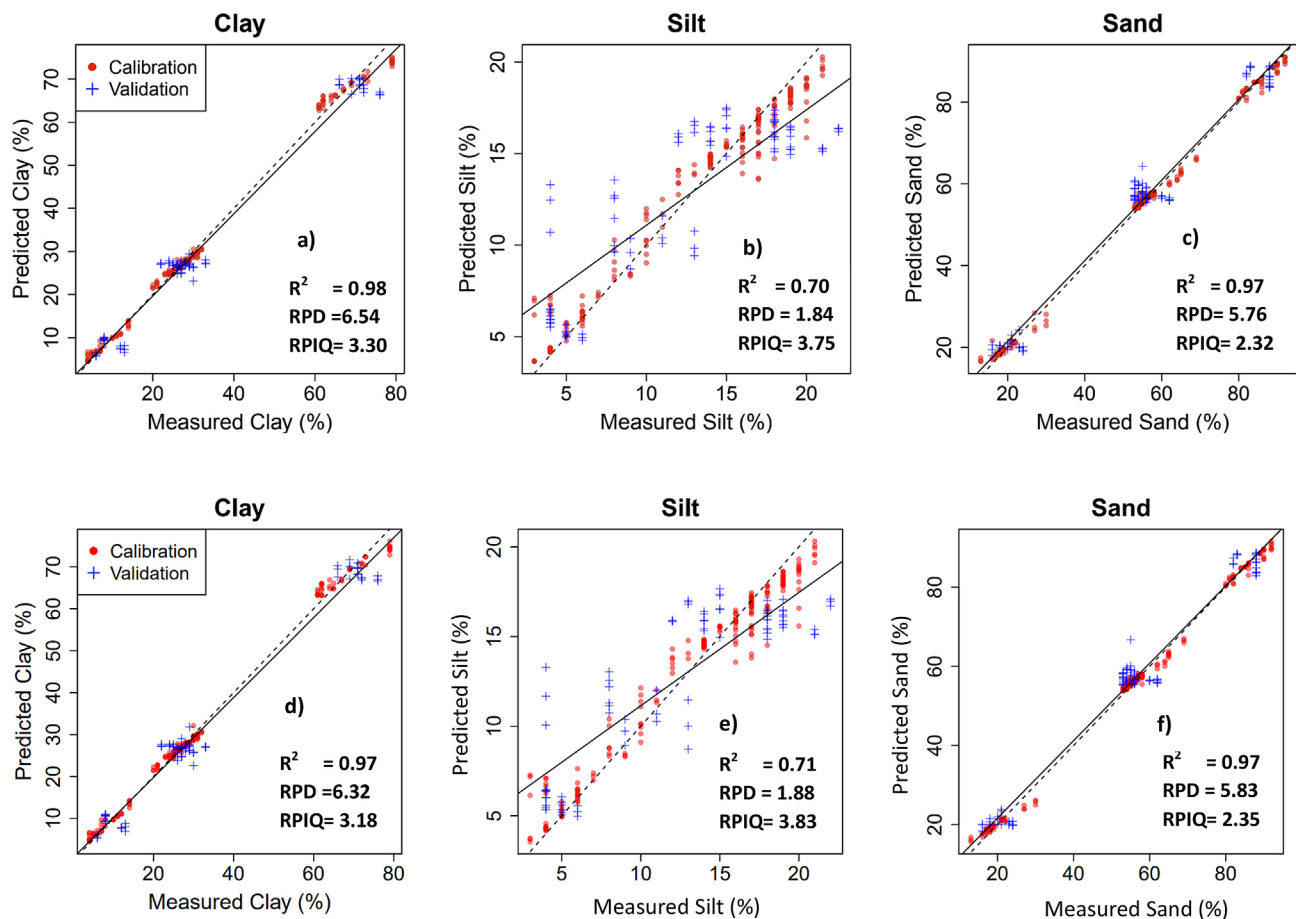 Clay
Silt
Sand
Calibration
Validation
Predicted Clay (%)
70
60
50
40
30
20
10
a)
R² = 0.98
RPD =6.54
RPIQ= 3.30
20 40 60 80
Measured Clay (%)
Predicted Silt (%)
20
15
10
5
b)
R² = 0.70
RPD = 1.84
RPIQ= 3.75
5 10 15 20
Measured Silt (%)
Predicted Sand (%)
80
60
40
20
c)
R² = 0.97
RPD= 5.76
RPIQ= 2.32
20 40 60 80
Measured Sand (%)
Clay
Silt
Sand
Calibration
Validation
Predicted Clay (%)
70
60
50
40
30
20
10
d)
R² = 0.97
RPD =6.32
RPIQ= 3.18
20 40 60 80
Measured Clay (%)
Predicted Silt (%)
20
15
10
5
e)
R² = 0.71
RPD = 1.88
RPIQ= 3.83
5 10 15 20
Measured Silt (%)
Predicted Sand (%)
80
60
40
20
f)
R² = 0.97
RPD = 5.83
RPIQ= 2.35
20 40 60 80
Measured Sand (%)